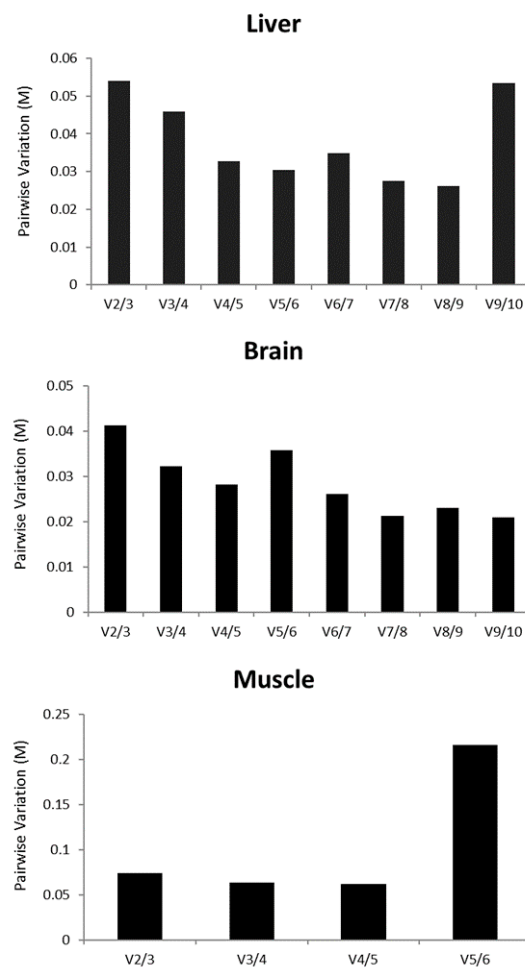 Liver
Pairwise Variation (M)
0.06
0.05
0.04
0.03
0.02
0.01
0
V2/3 V3/4 V4/5 V5/6 V6/7 V7/8 V8/9 V9/10
Brain
Pairwise Variation (M)
0.05
0.04
0.03
0.02
0.01
0
V2/3 V3/4 V4/5 V5/6 V6/7 V7/8 V8/9 V9/10
Muscle
Pairwise Variation (M)
0.25
0.2
0.15
0.1
0.05
0
V2/3 V3/4 V4/5 V5/6